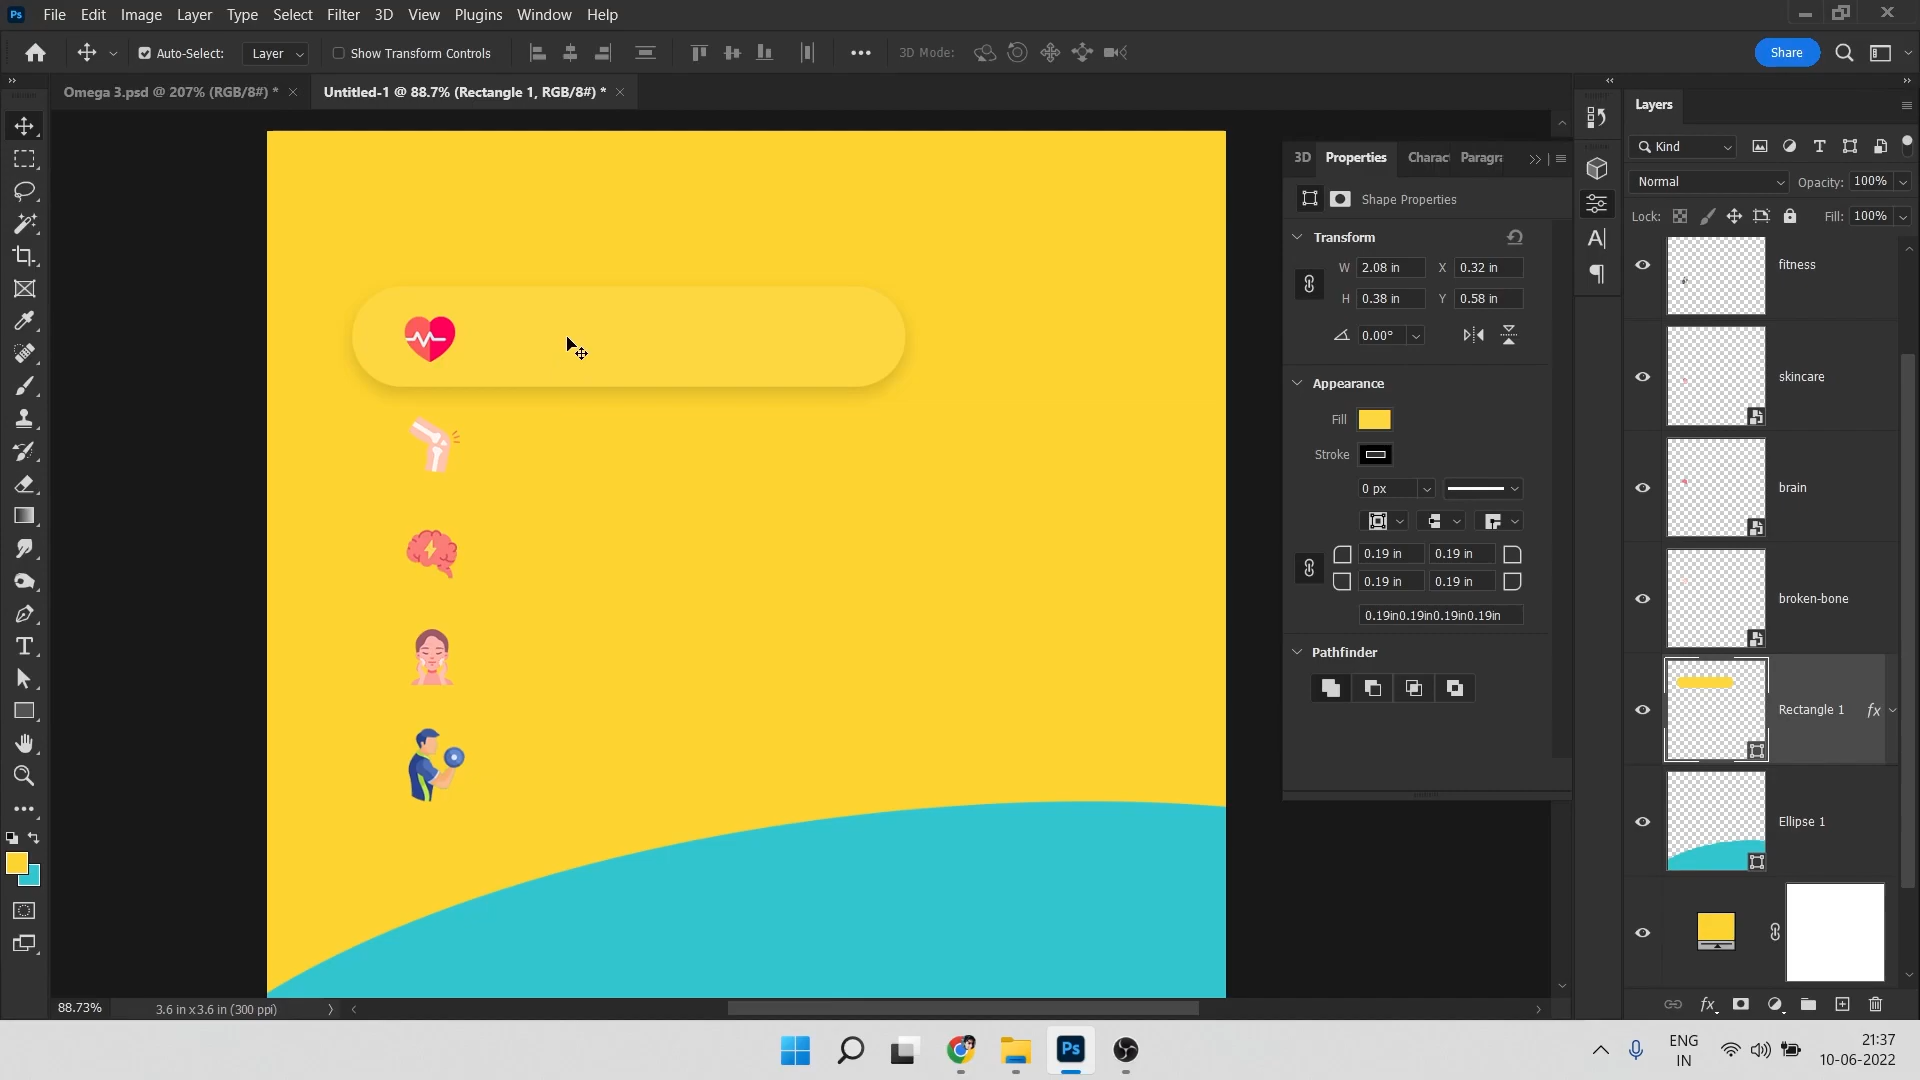 Ps File Edit Image Layer Type Select Filter 3D View Plugins Window Help
Auto-Select: Layer Show Transform Controls 3D Mode: Share
Omega 3.psd @ 207% (RGB/8#) * Untitled-1 @ 88.7% (Rectangle 1, RGB/8#) *
3D Properties Charac Paragra
Shape Properties
Transform
W 2.08 in X 0.32 in
H 0.38 in Y 0.58 in
0.00°
Appearance
Fill
Stroke
0 px
0.19 in 0.19 in
0.19 in 0.19 in
0.19in0.19in0.19in0.19in
Pathfinder
Layers
Kind
Normal Opacity: 100%
Lock: Fill: 100%
fitness
skincare
brain
broken-bone
Rectangle 1 fx
Ellipse 1
88.73% 3.6 in x 3.6 in (300 ppi)
Ps
ENG
IN
21:37
10-06-2022